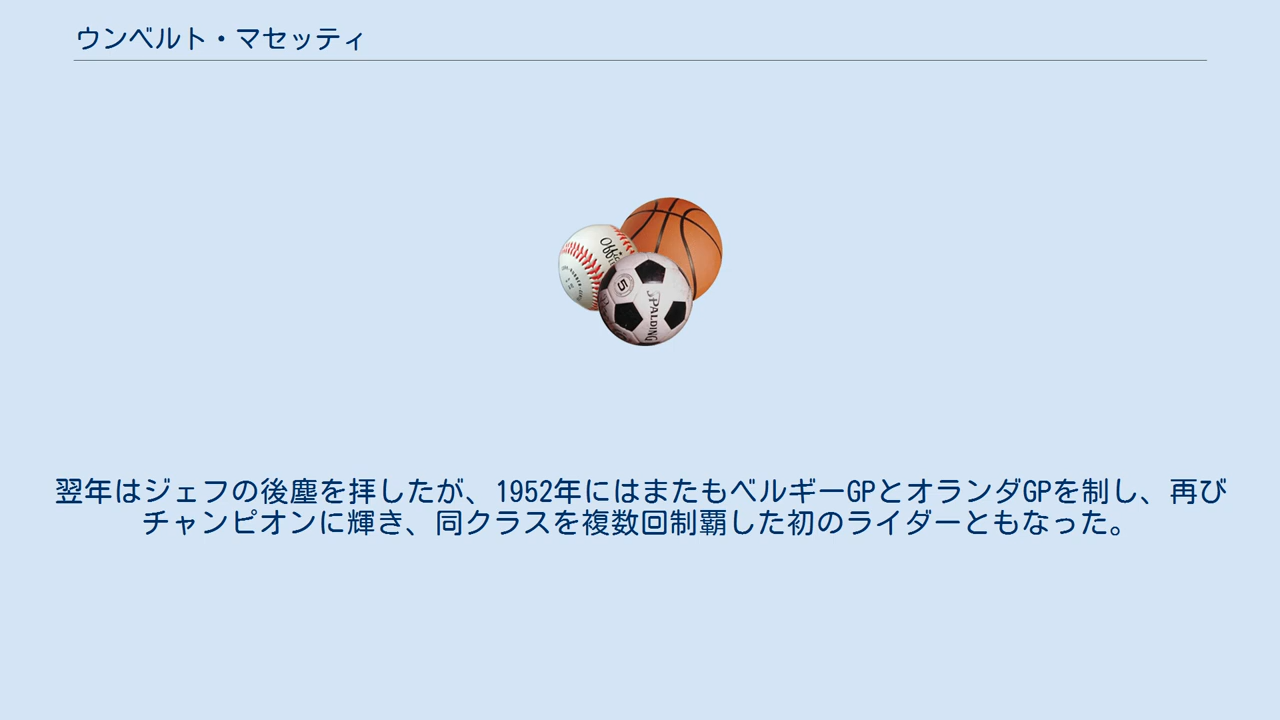 ウンベルト・マセッティ
Offic
5
SPALDING
翌年はジェフの後塵を拝したが、1952年にはまたもベルギーGPとオランダGPを制し、再び
チャンピオンに輝き、同クラスを複数回制覇した初のライダーともなった。